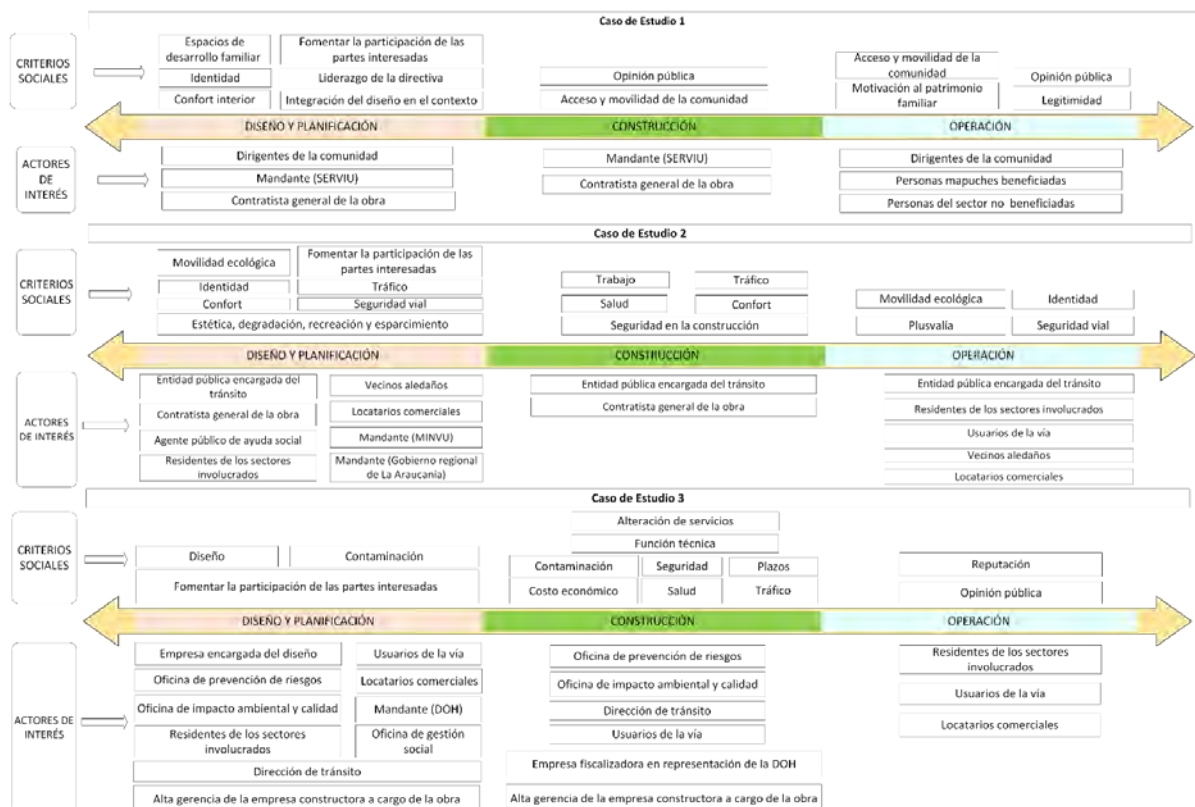 Caso de Estudio 1
CRITERIOS
SOCIALES
Espacios de
desarrollo familiar
Fomentar la participación de las
partes interesadas
Identidad
Liderazgo de la directiva
Confort interior
Integración del diseño en el contexto
Opinión pública
Acceso y movilidad de la comunidad
Acceso y movilidad de la
comunidad
Motivación al patrimonio
familiar
Opinión pública
Legitimidad
DISEÑO Y PLANIFICACIÓN
CONSTRUCCIÓN
OPERACIÓN
ACTORES
DE
INTERÉS
Dirigentes de la comunidad
Mandante (SERVIU)
Contratista general de la obra
Mandante (SERVIU)
Contratista general de la obra
Dirigentes de la comunidad
Personas mapuches beneficiadas
Personas del sector no beneficiadas
Caso de Estudio 2
CRITERIOS
SOCIALES
Movilidad ecológica
Fomentar la participación de las
partes interesadas
Identidad
Tráfico
Confort
Seguridad vial
Estética, degradación, recreación y esparcimiento
Trabajo
Tráfico
Salud
Confort
Seguridad en la construcción
Movilidad ecológica
Identidad
Plusvalía
Seguridad vial
DISEÑO Y PLANIFICACIÓN
CONSTRUCCIÓN
OPERACIÓN
ACTORES
DE INTERÉS
Entidad pública encargada del
tránsito
Contratista general de la obra
Agente público de ayuda social
Residentes de los sectores
involucrados
Vecinos aledaños
Locatarios comerciales
Mandante (MINVU)
Mandante (Gobierno regional
de La Araucanía)
Entidad pública encargada del tránsito
Contratista general de la obra
Entidad pública encargada del tránsito
Residentes de los sectores involucrados
Usuarios de la vía
Vecinos aledaños
Locatarios comerciales
Caso de Estudio 3
CRITERIOS
SOCIALES
Diseño
Contaminación
Fomentar la participación de las partes interesadas
Alteración de servicios
Función técnica
Contaminación
Seguridad
Plazos
Costo económico
Salud
Tráfico
Reputación
Opinión pública
DISEÑO Y PLANIFICACIÓN
CONSTRUCCIÓN
OPERACIÓN
ACTORES DE
INTERÉS
Empresa encargada del diseño
Usuarios de la vía
Oficina de prevención de riesgos
Locatarios comerciales
Oficina de impacto ambiental y calidad
Mandante (DOH)
Residentes de los sectores
involucrados
Oficina de gestión
social
Dirección de tránsito
Alta gerencia de la empresa constructora a cargo de la obra
Oficina de prevención de riesgos
Oficina de impacto ambiental y calidad
Dirección de tránsito
Usuarios de la vía
Empresa fiscalizadora en representación de la DOH
Alta gerencia de la empresa constructora a cargo de la obra
Residentes de los sectores
involucrados
Usuarios de la vía
Locatarios comerciales